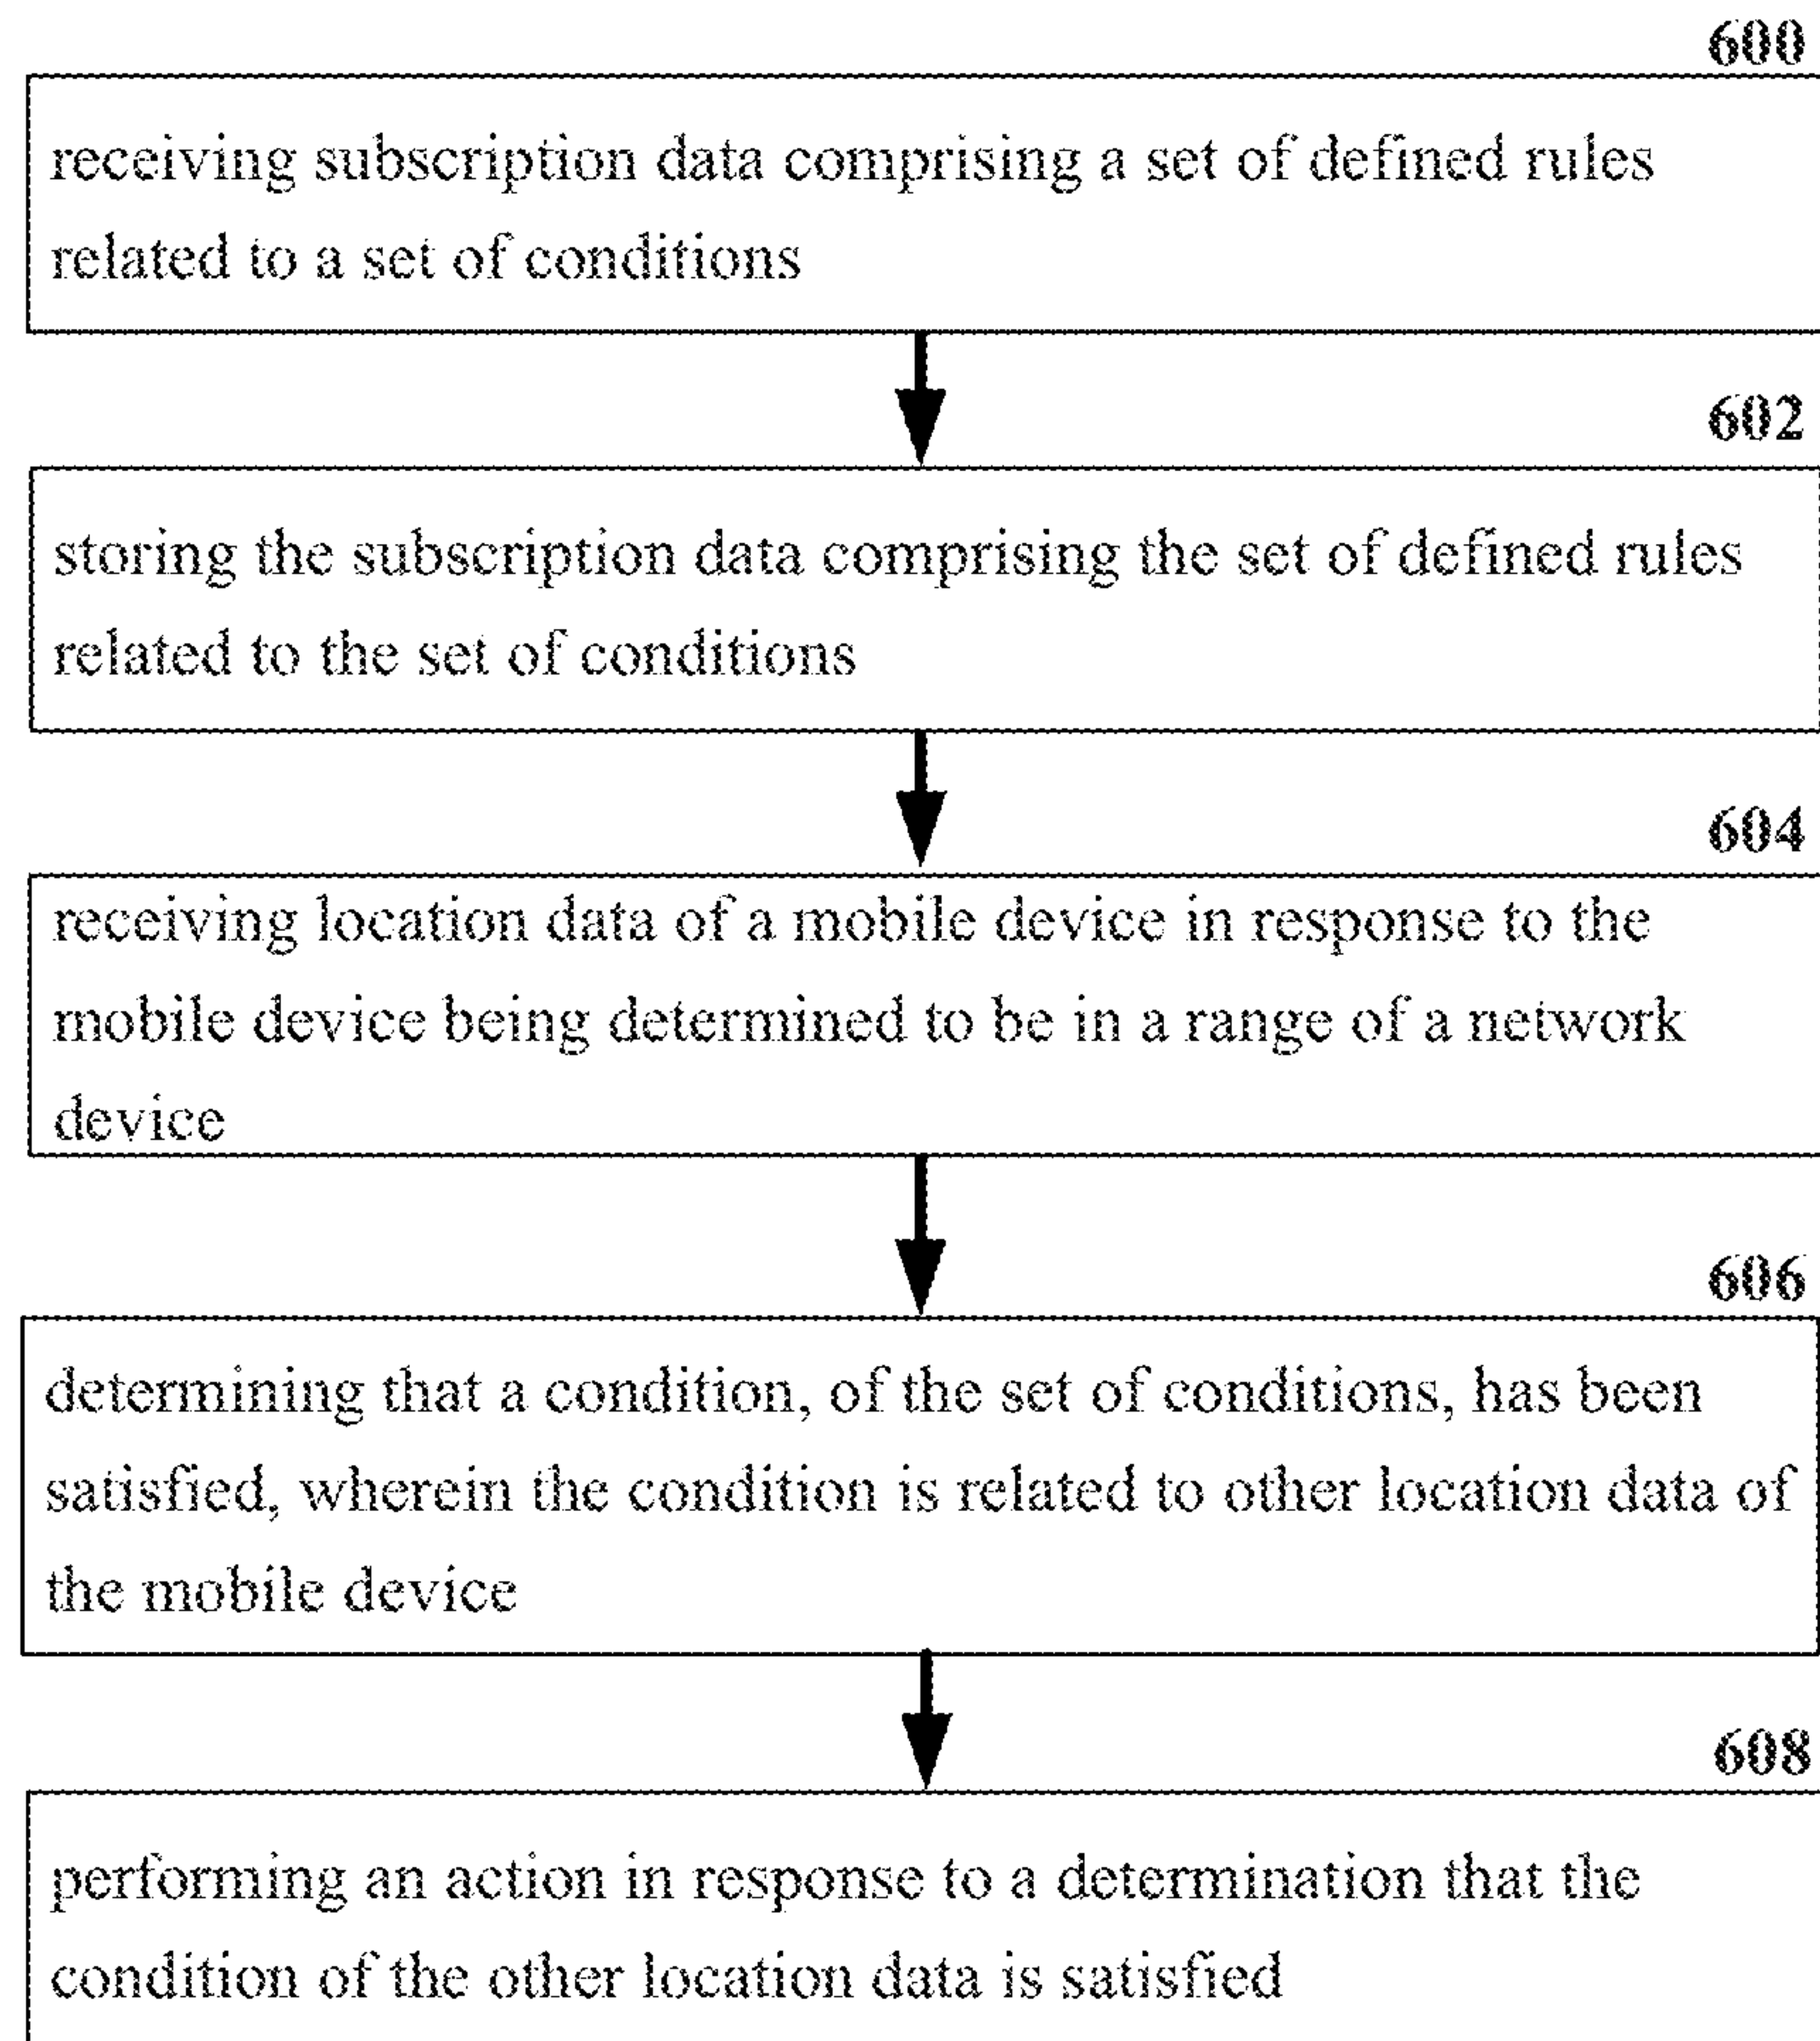 600
receiving subscription data comprising a set of defined rules
related to a set of conditions
602
storing the subscription data comprising the set of defined rules
related to the set of conditions
604
receiving location data of a mobile device in response to the
mobile device being determined to be in a range of a network
device
606
determining that a condition, of the set of conditions, has been
satisfied, wherein the condition is related to other location data of
the mobile device
608
performing an action in response to a determination that the
condition of the other location data is satisfied